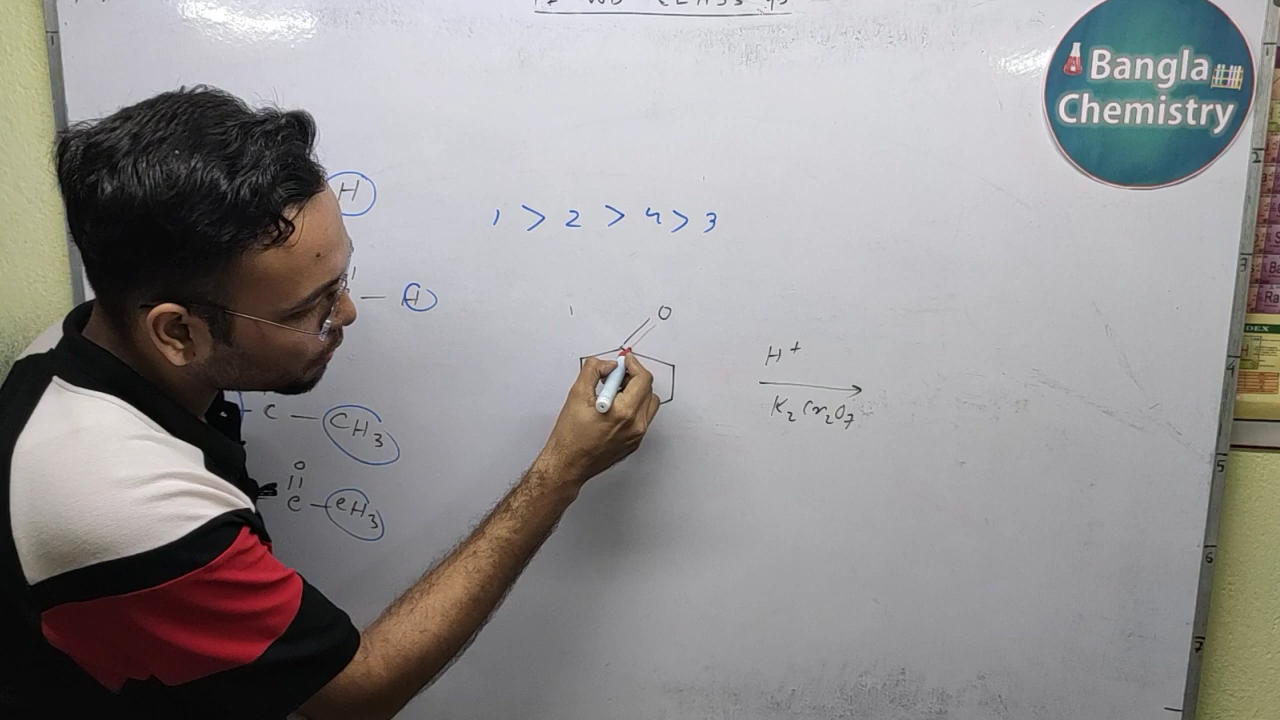 Bangla
Chemistry
H
1 > 2 > 4 > 3
H
O
H+
K2Cr2O7
C — CH3
O
C — CH3